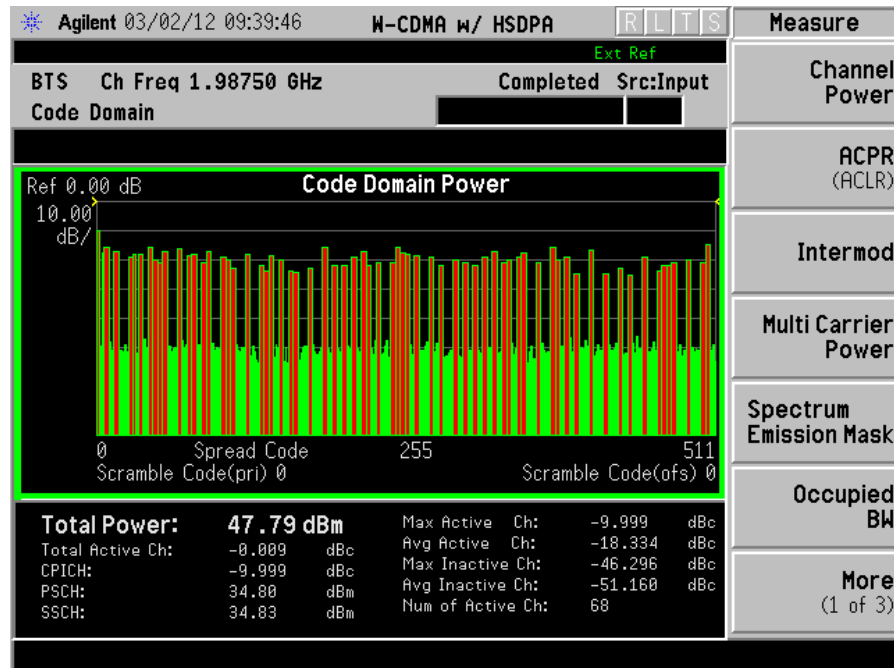 Agilent 03/02/12 09:39:46 W-CDMA w/ HSDPA R L T S
Ext Ref
BTS Ch Freq 1.98750 GHz Completed Src:Input
Code Domain
Ref 0.00 dB Code Domain Power
10.00
dB/
0 Spread Code 255 511
Scramble Code(pri) 0 Scramble Code(ofs) 0
Total Power: 47.79 dBm
Total Active Ch: -0.009 dBc
CPICH: -9.999 dBc
PSCH: 34.80 dBm
SSCH: 34.83 dBm
Max Active Ch: -9.999 dBc
Avg Active Ch: -18.334 dBc
Max Inactive Ch: -46.296 dBc
Avg Inactive Ch: -51.160 dBc
Num of Active Ch: 68
Measure
Channel
Power
ACPR
(ACLR)
Intermod
Multi Carrier
Power
Spectrum
Emission Mask
Occupied
BW
More
(1 of 3)